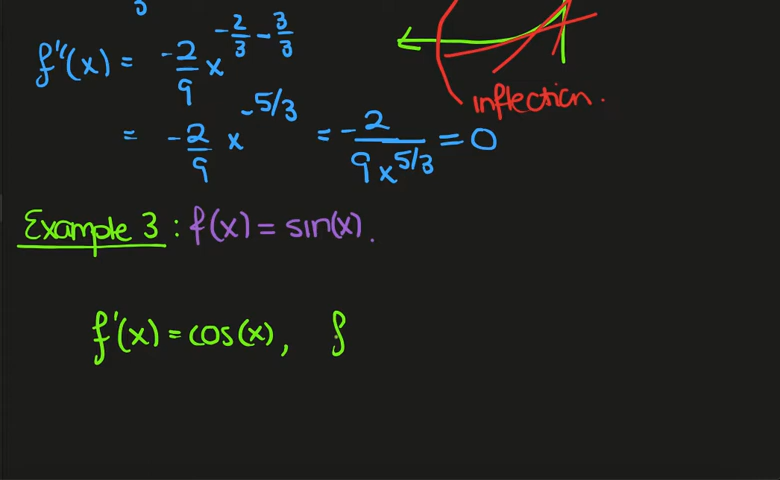 f''(x) = -2/9 x^(-2/3 - 3/3)
inflection.
= -2/9 x^(-5/3) = -2/(9x^(5/3)) = 0
Example 3 : f(x) = sin(x).
f'(x) = cos(x), f